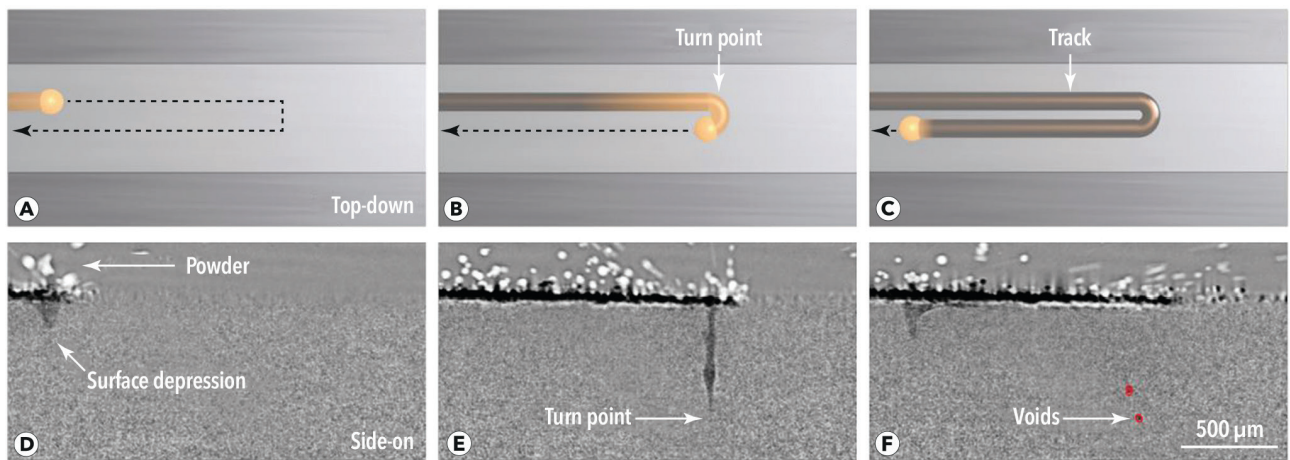 Turn point
Track
A
Top-down
B
C
Powder
Surface depression
D
Side-on
Turn point
E
Voids
F
500 µm